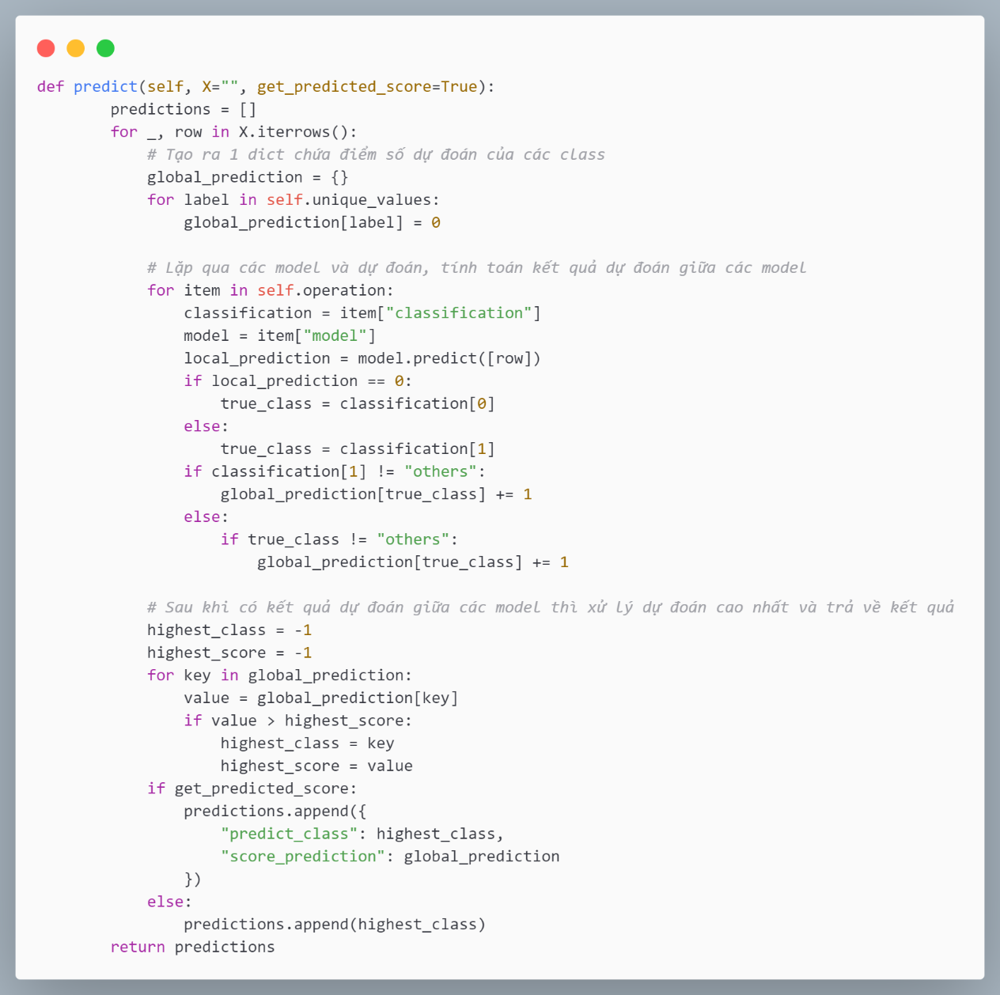 def predict(self, X="", get_predicted_score=True):
        predictions = []
        for _, row in X.iterrows():
            # Tạo ra 1 dict chứa điểm số dự đoán của các class
            global_prediction = {}
            for label in self.unique_values:
                global_prediction[label] = 0

            # Lặp qua các model và dự đoán, tính toán kết quả dự đoán giữa các model
            for item in self.operation:
                classification = item["classification"]
                model = item["model"]
                local_prediction = model.predict([row])
                if local_prediction == 0:
                    true_class = classification[0]
                else:
                    true_class = classification[1]
                if classification[1] != "others":
                    global_prediction[true_class] += 1
                else:
                    if true_class != "others":
                        global_prediction[true_class] += 1

            # Sau khi có kết quả dự đoán giữa các model thì xử lý dự đoán cao nhất và trả về kết quả
            highest_class = -1
            highest_score = -1
            for key in global_prediction:
                value = global_prediction[key]
                if value > highest_score:
                    highest_class = key
                    highest_score = value
            if get_predicted_score:
                predictions.append({
                    "predict_class": highest_class,
                    "score_prediction": global_prediction
                })
            else:
                predictions.append(highest_class)
        return predictions